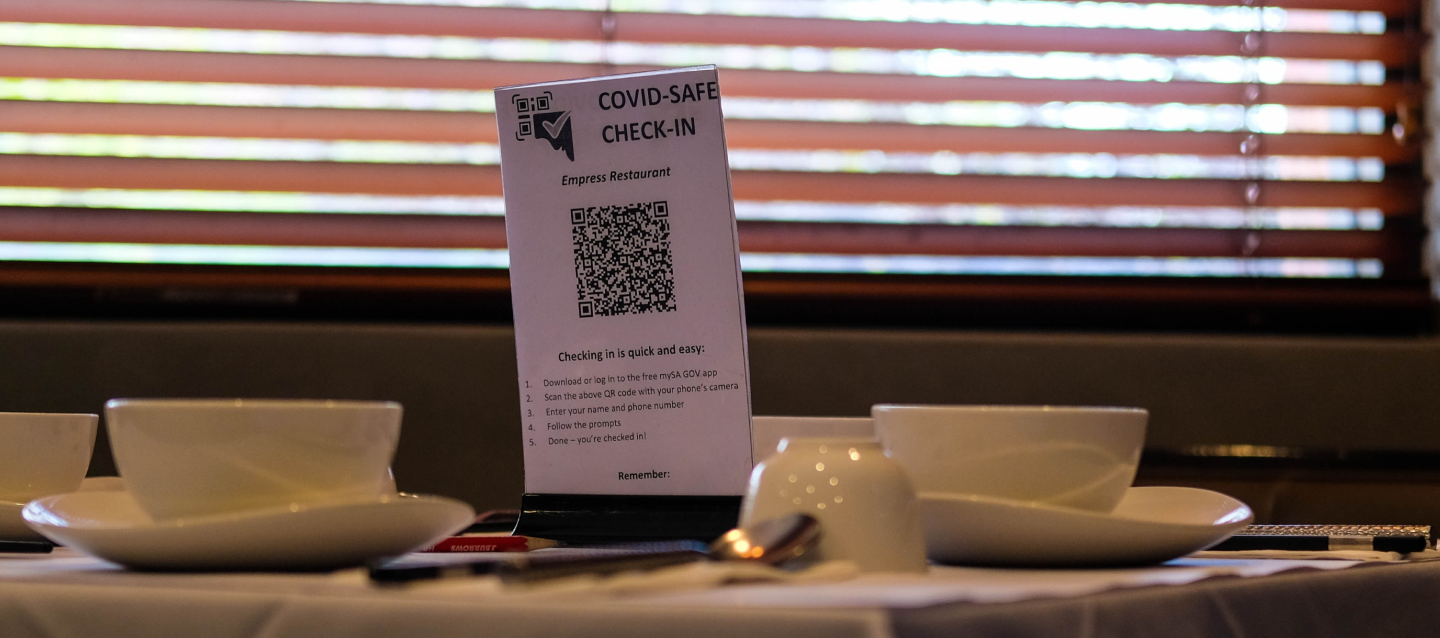 COVID-SAFE
CHECK-IN
Empress Restaurant
Checking in is quick and easy:
1. Download or log in to the free mySA GOV app
2. Scan the above QR code with your phone's camera
3. Enter your name and phone number
4. Follow the prompts
5. Done – you're checked in!
Remember:
J.BURROWS